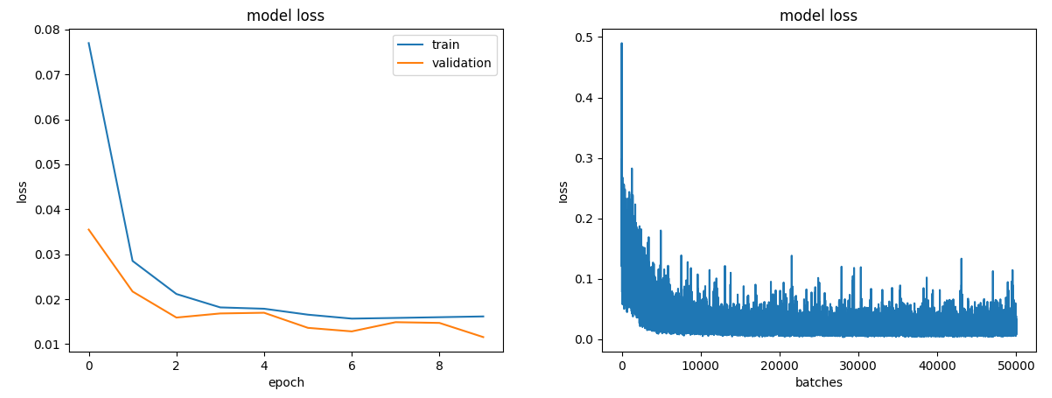 model loss
0.08
0.07
0.06
0.05
0.04
0.03
0.02
0.01
loss
train
validation
0 2 4 6 8
epoch
model loss
0.5
0.4
0.3
0.2
0.1
0.0
loss
0 10000 20000 30000 40000 50000
batches